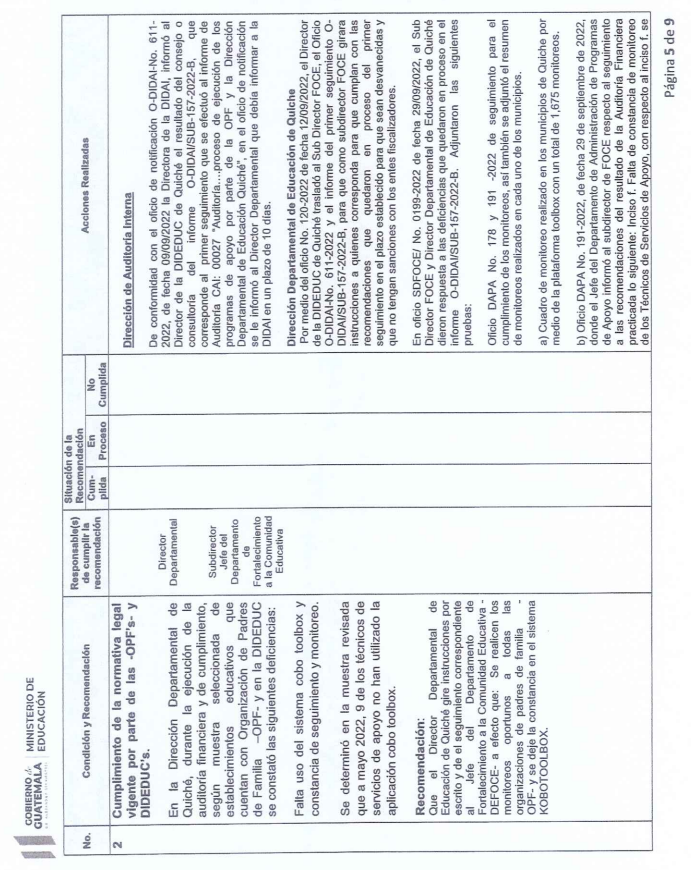 GOBIERNO de
GUATEMALA
MINISTERIO DE
EDUCACIÓN
No.
Condición y Recomendación
Responsable(s)
de cumplir la
recomendación
Situación de la
Recomendación
Cum-
plida
En
Proceso
No
Cumplida
Acciones Realizadas
2
Cumplimiento de la normativa legal
vigente por parte de las -OPF's- y
DIDEDUC's.
En la Dirección Departamental de
Quiché, durante la ejecución de la
auditoría financiera y de cumplimiento,
según muestra seleccionada de
establecimientos educativos que
cuentan con Organización de Padres
de Familia –OPF- y en la DIDEDUC
se constató las siguientes deficiencias:
Falta uso del sistema cobo toolbox y
constancia de seguimiento y monitoreo.
Se determinó en la muestra revisada
que a mayo 2022, 9 de los técnicos de
servicios de apoyo no han utilizado la
aplicación cobo toolbox.
Recomendación:
Que el Director Departamental de
Educación de Quiché gire instrucciones por
escrito y de el seguimiento correspondiente
al Jefe del Departamento de
Fortalecimiento a la Comunidad Educativa -
DEFOCE- a efecto que: Se realicen los
monitoreos oportunos a todas las
organizaciones de padres de familia -
OPF- y se deje la constancia en el sistema
KOBOTOOLBOX.
Director
Departamental
Subdirector
Jefe del
Departamento
de
Fortalecimiento
a la Comunidad
Educativa
Dirección de Auditoría Interna
De conformidad con el oficio de notificación O-DIDAI-No. 611-
2022, de fecha 09/09/2022 la Directora de la DIDAI, informó al
Director de la DIDEDUC de Quiché el resultado del consejo o
consultoría del informe O-DIDAI/SUB-157-2022-B, que
corresponde al primer seguimiento que se efectuó al informe de
Auditoría CAI: 00027 "Auditoría…proceso de ejecución de los
programas de apoyo por parte de la OPF y la Dirección
Departamental de Educación Quiché", en el oficio de notificación
se le informó al Director Departamental que debía informar a la
DIDAI en un plazo de 10 días.
Dirección Departamental de Educación de Quiche
Por medio del oficio No. 120-2022 de fecha 12/09/2022, el Director
de la DIDEDUC de Quiché trasladó al Sub Director FOCE, el Oficio
O-DIDAI-No. 611-2022 y el informe del primer seguimiento O-
DIDAI/SUB-157-2022-B, para que como subdirector FOCE girara
instrucciones a quienes corresponda para que cumplan con las
recomendaciones que quedaron en proceso del primer
seguimiento en el plazo establecido para que sean desvanecidas y
que no tengan sanciones con los entes fiscalizadores.
En oficio SDFOCE/ No. 0199-2022 de fecha 29/09/2022, el Sub
Director FOCE y Director Departamental de Educación de Quiché
dieron respuesta a las deficiencias que quedaron en proceso en el
informe O-DIDAI/SUB-157-2022-B. Adjuntaron las siguientes
pruebas:
Oficio DAPA No. 178 y 191 -2022 de seguimiento para el
cumplimiento de los monitoreos, así también se adjuntó el resumen
de monitoreos realizados en cada uno de los municipios.
a) Cuadro de monitoreo realizado en los municipios de Quiche por
medio de la plataforma toolbox con un total de 1,675 monitoreos.
b) Oficio DAPA No. 191-2022, de fecha 29 de septiembre de 2022,
donde el Jefe del Departamento de Administración de Programas
de Apoyo informó al subdirector de FOCE respecto al seguimiento
a las recomendaciones del resultado de la Auditoría Financiera
practicada lo siguiente: Inciso f. Falta de constancia de monitoreo
de los Técnicos de Servicios de Apoyo, con respecto al inciso f. se
Página 5 de 9